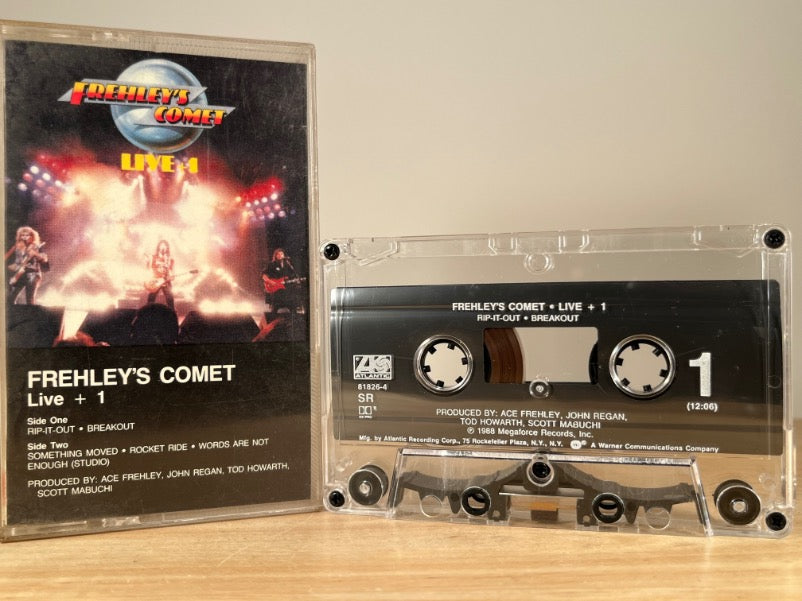 FREHLEY'S
COMET
LIVE+1
FREHLEY'S COMET
Live + 1
Side One
RIP-IT-OUT • BREAKOUT
Side Two
SOMETHING MOVED • ROCKET RIDE • WORDS ARE NOT
ENOUGH (STUDIO)
PRODUCED BY: ACE FREHLEY, JOHN REGAN, TOD HOWARTH,
SCOTT MABUCHI
FREHLEY'S COMET • LIVE + 1
RIP-IT-OUT • BREAKOUT
ATLANTIC
81826-4
SR
1
(12:06)
PRODUCED BY: ACE FREHLEY, JOHN REGAN,
TOD HOWARTH, SCOTT MABUCHI
℗ 1988 Megaforce Records, Inc.
Mfg. by Atlantic Recording Corp., 75 Rockefeller Plaza, N.Y., N.Y. A Warner Communications Company